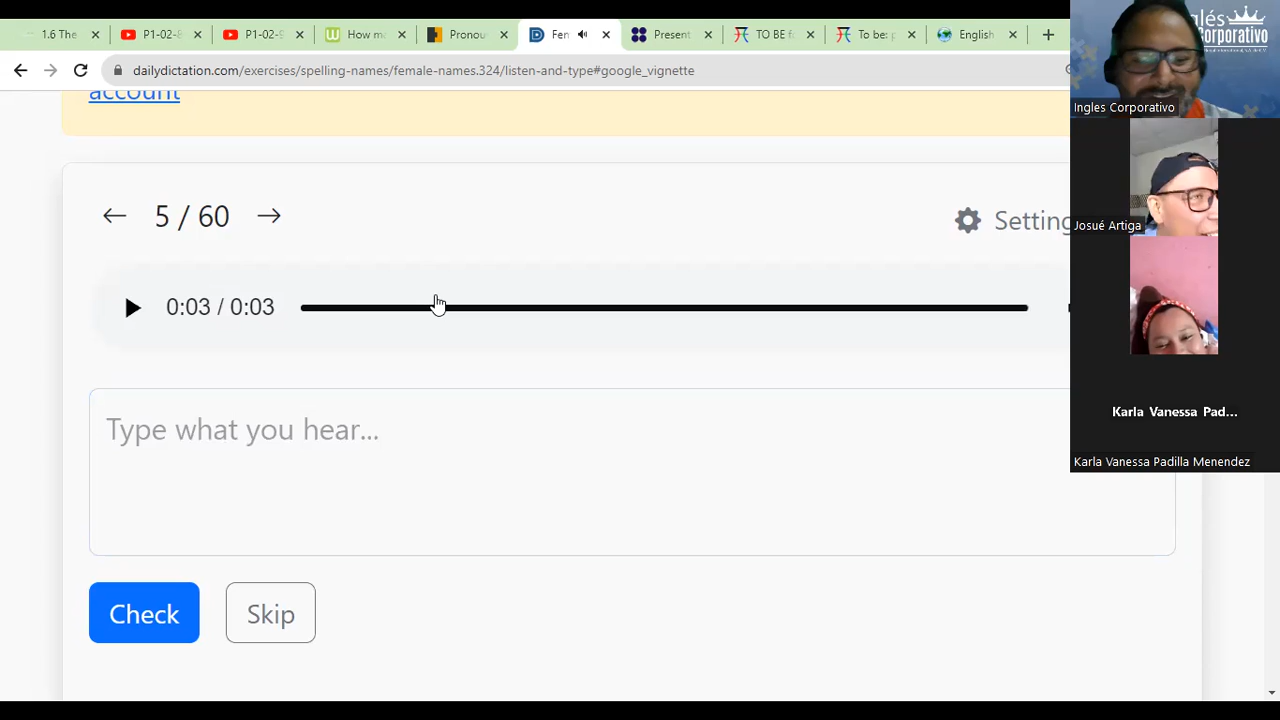 1.6 The
P1-02-
P1-02-
How m
Pronou
Fen
Present
TO BE f
To be: p
English
dailydictation.com/exercises/spelling-names/female-names.324/listen-and-type#google_vignette
glés
Corporativo
Ingles Corporativo
account
5 / 60
Setting
Josué Artiga
0:03 / 0:03
Type what you hear...
Karla Vanessa Pad...
Karla Vanessa Padilla Menendez
Check
Skip